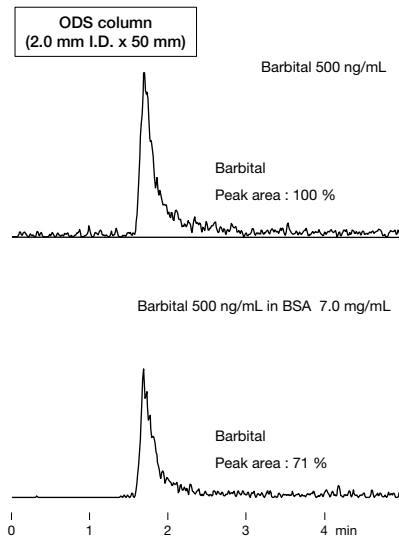 ODS column
(2.0 mm I.D. x 50 mm)
Barbital 500 ng/mL
Barbital
Peak area : 100 %
Barbital 500 ng/mL in BSA  7.0 mg/mL
Barbital
Peak area : 71 %
0 1 2 3 4 min